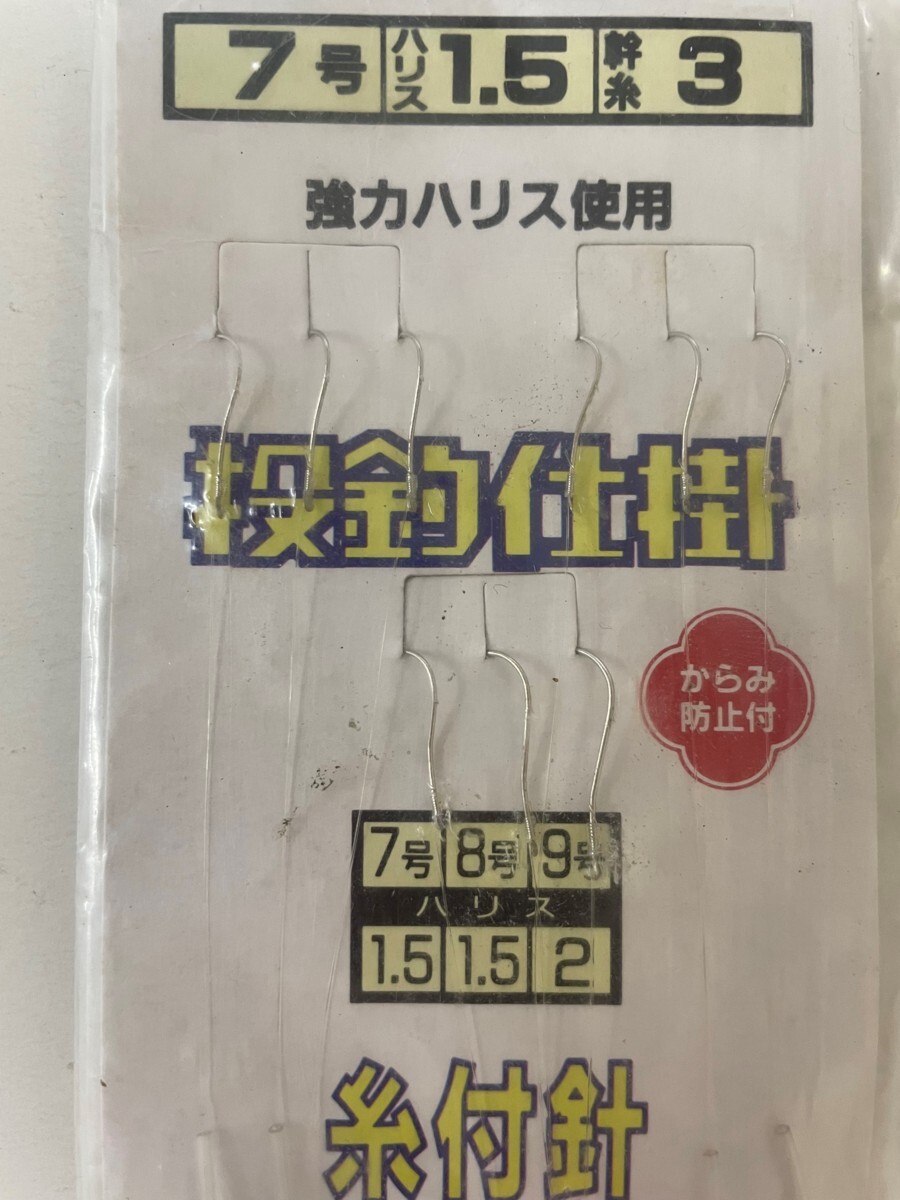 7号 ハリス 1.5 幹糸 3
強力ハリス使用
投釣仕掛
からみ
防止付
7号 8号 9号
ハリス
1.5 1.5 2
糸付針